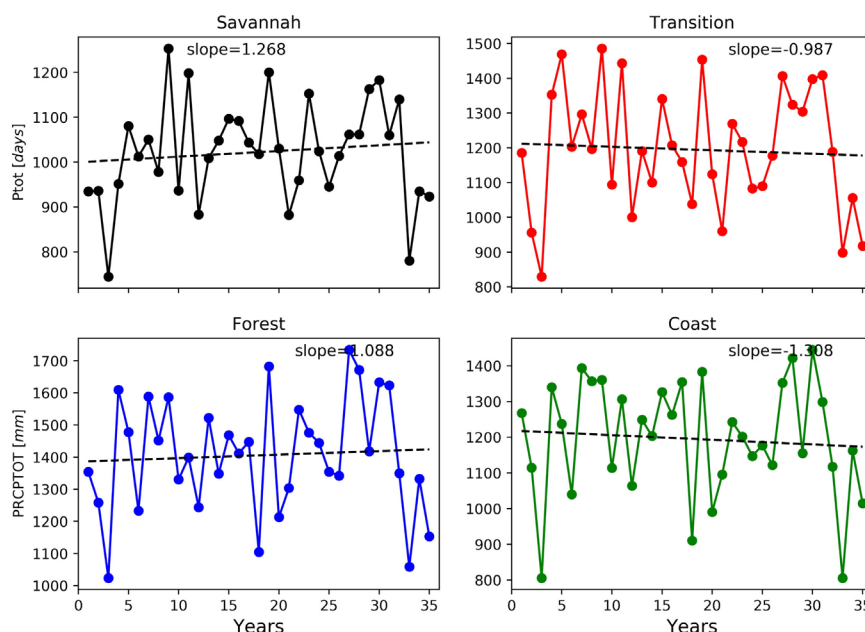 Savannah
slope=1.268
Ptot [days]
1200
1100
1000
900
800
Transition
slope=-0.987
1500
1400
1300
1200
1100
1000
900
800
Forest
slope=1.088
PRCPTOT [mm]
1700
1600
1500
1400
1300
1200
1100
1000
0 5 10 15 20 25 30 35
Years
Coast
slope=-1.308
1400
1300
1200
1100
1000
900
800
0 5 10 15 20 25 30 35
Years